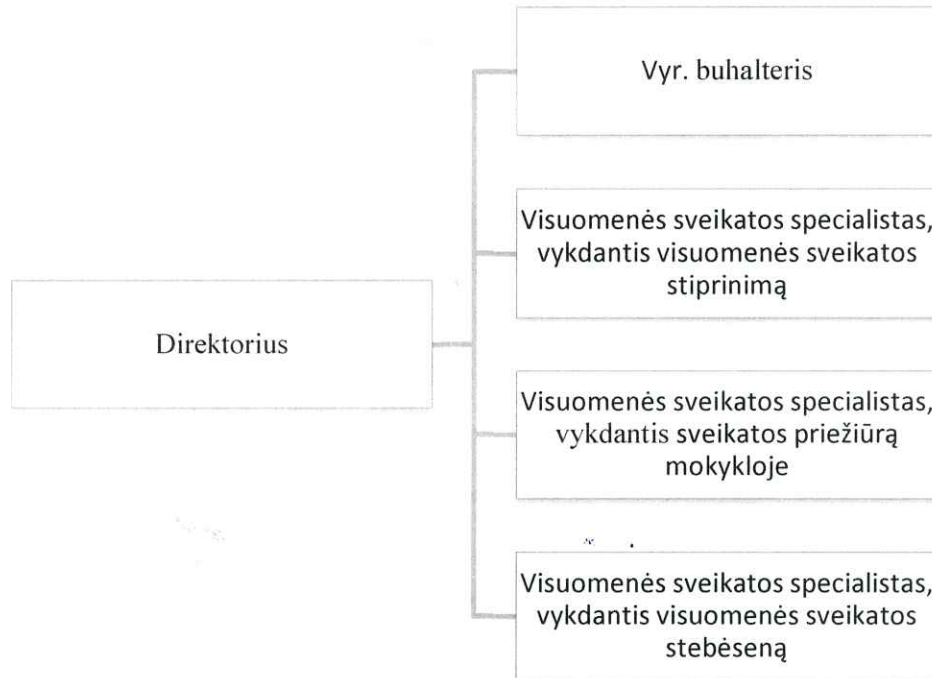 Vyr. buhalteris
Visuomenės sveikatos specialistas,
vykdantis visuomenės sveikatos
stiprinimą
Direktorius
Visuomenės sveikatos specialistas,
vykdantis sveikatos priežiūrą
mokykloje
Visuomenės sveikatos specialistas,
vykdantis visuomenės sveikatos
stebėseną